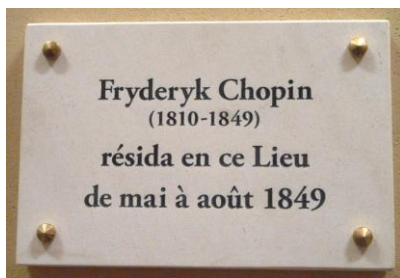 Fryderyk Chopin
(1810-1849)
résida en ce Lieu
de mai à août 1849